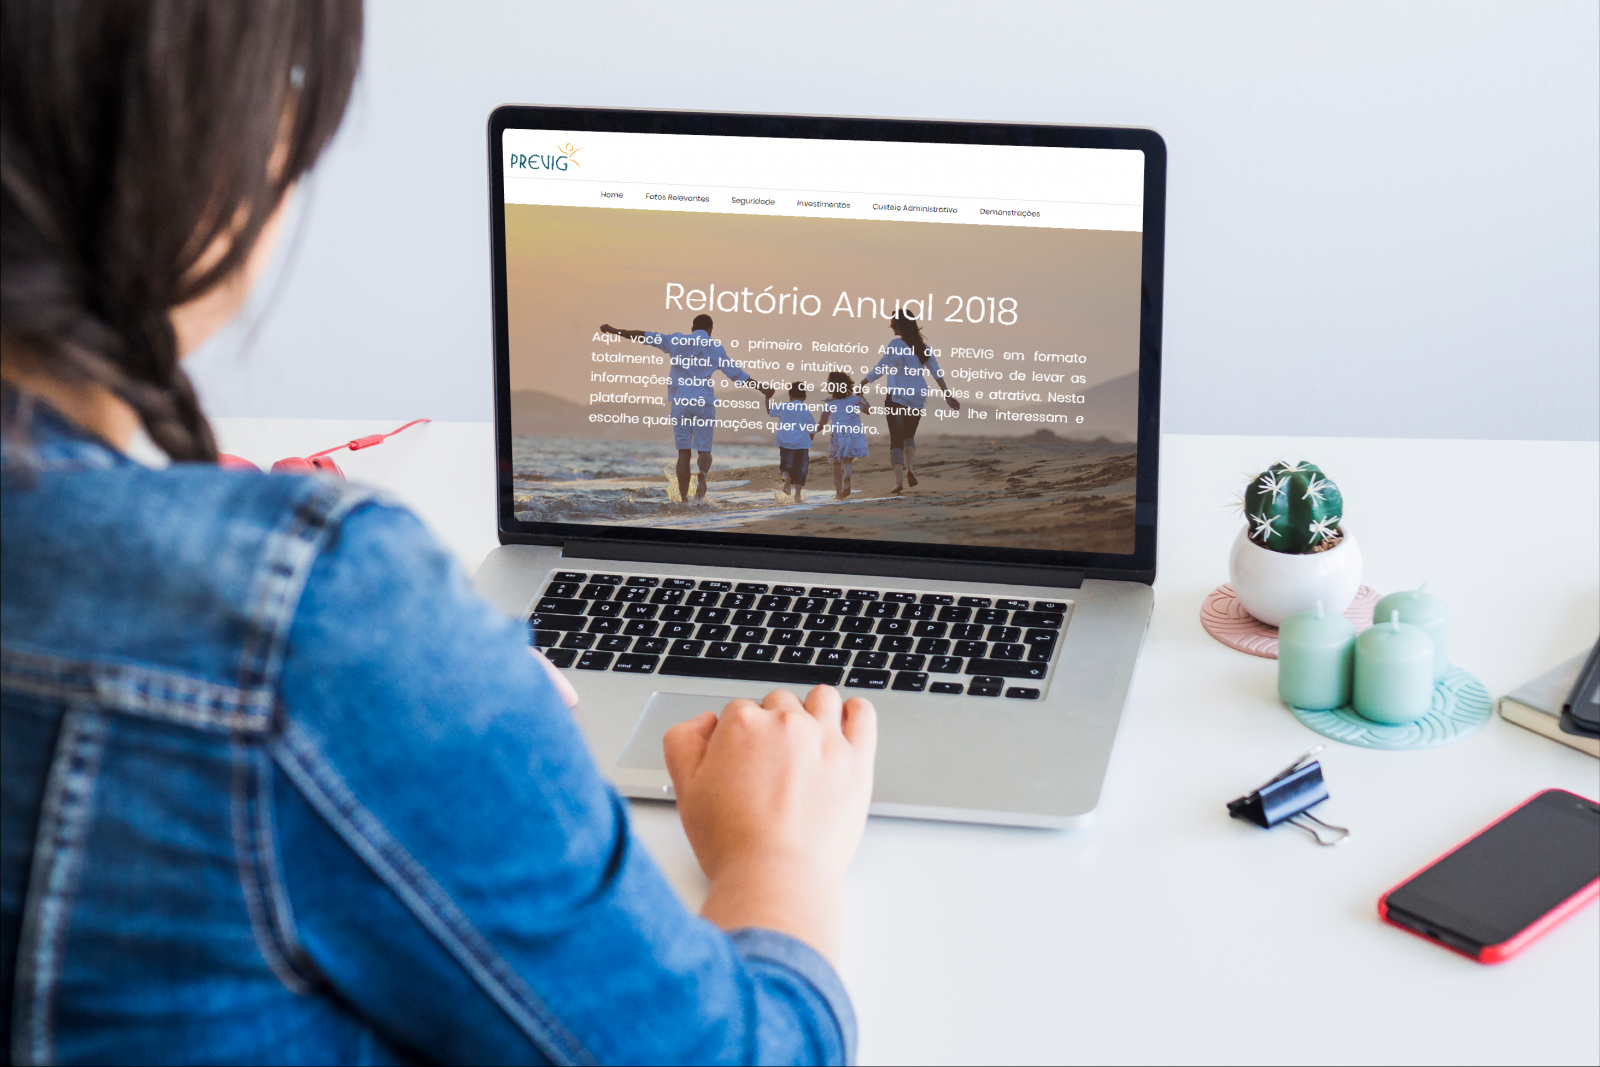 PREVIG
Home Fatos Relevantes Seguridade Investimentos Custeio Administrativo Demonstrações
Relatório Anual 2018
Aqui você confere o primeiro Relatório Anual da PREVIG em formato
totalmente digital. Interativo e intuitivo, o site tem o objetivo de levar as
informações sobre o exercício de 2018 de forma simples e atrativa. Nesta
plataforma, você acessa livremente os assuntos que lhe interessam e
escolhe quais informações quer ver primeiro.
Q W E R T Y U I O P
A S D F G H J K L
Z X C V B N M
cmd cmd